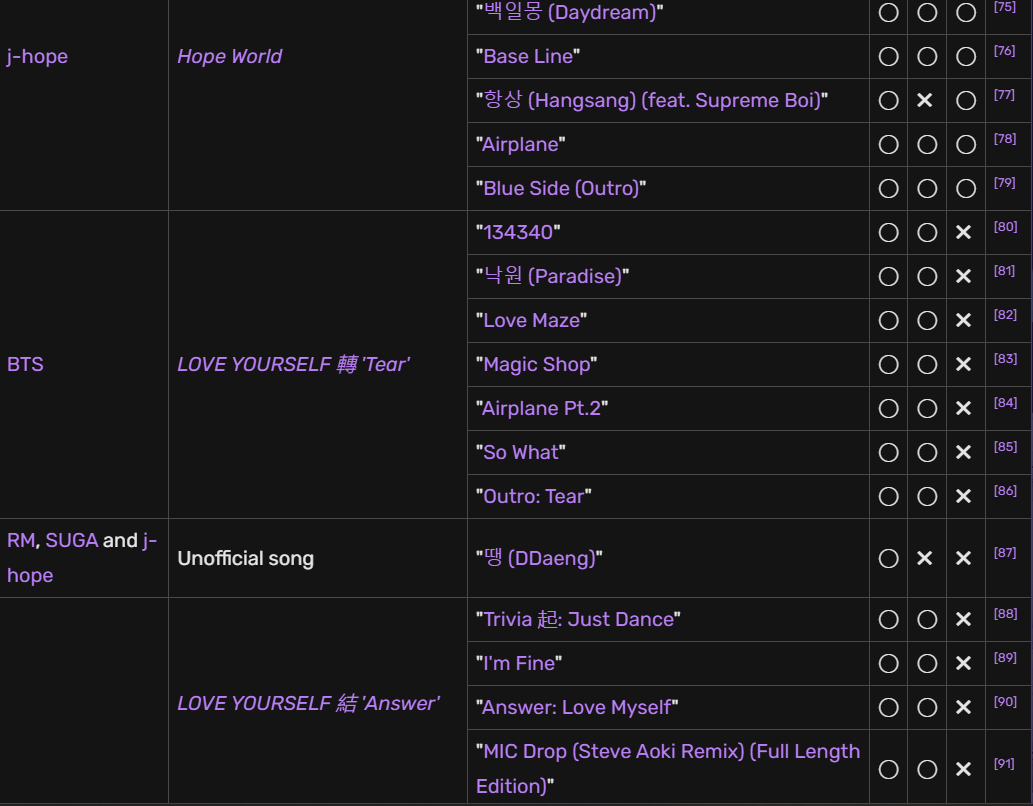 "백일몽 (Daydream)" ○ ○ ○ [75]
j-hope Hope World "Base Line" ○ ○ ○ [76]
"항상 (Hangsang) (feat. Supreme Boi)" ○ ✕ ○ [77]
"Airplane" ○ ○ ○ [78]
"Blue Side (Outro)" ○ ○ ○ [79]
"134340" ○ ○ ✕ [80]
"낙원 (Paradise)" ○ ○ ✕ [81]
"Love Maze" ○ ○ ✕ [82]
BTS LOVE YOURSELF 轉 'Tear' "Magic Shop" ○ ○ ✕ [83]
"Airplane Pt.2" ○ ○ ✕ [84]
"So What" ○ ○ ✕ [85]
"Outro: Tear" ○ ○ ✕ [86]
RM, SUGA and j-
hope
Unofficial song "땡 (DDaeng)" ○ ✕ ✕ [87]
"Trivia 起: Just Dance" ○ ○ ✕ [88]
"I'm Fine" ○ ○ ✕ [89]
LOVE YOURSELF 結 'Answer' "Answer: Love Myself" ○ ○ ✕ [90]
"MIC Drop (Steve Aoki Remix) (Full Length
Edition)" ○ ○ ✕ [91]